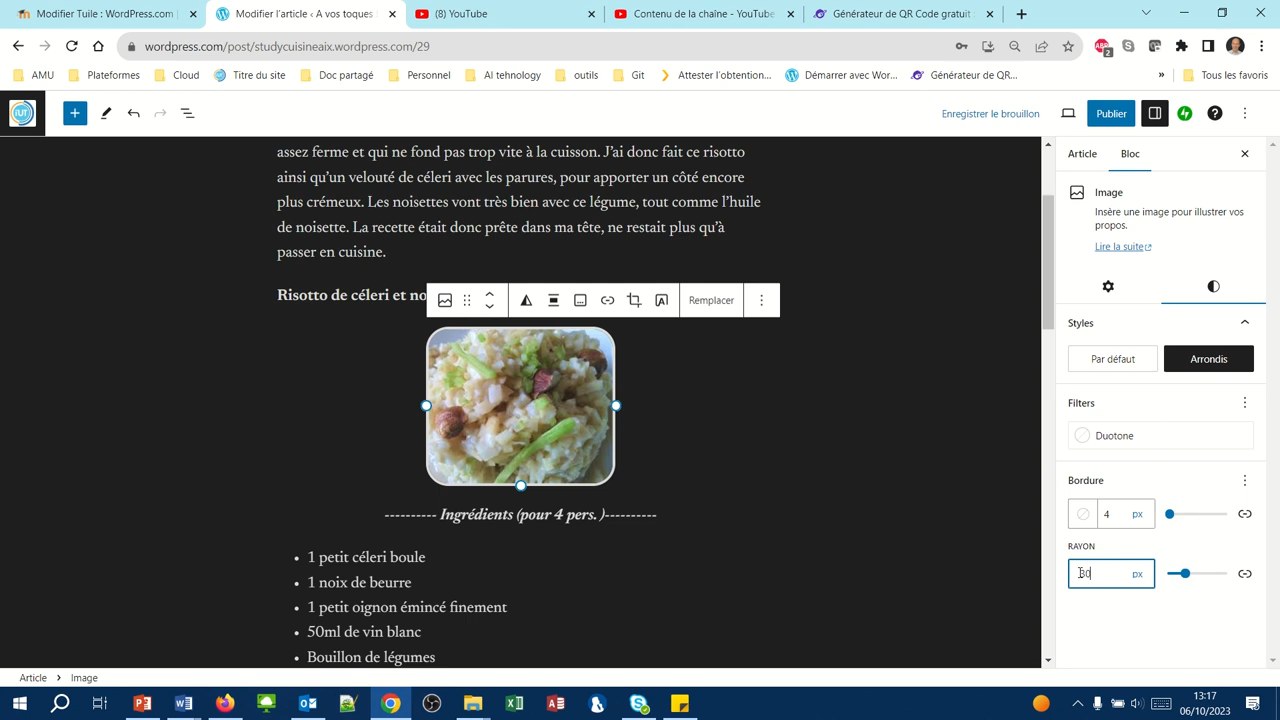 Modifier Tuile : WordPress.com |
Modifier l'article « A vos toques
(8) YouTube
Contenu de la chaîne - YouTube
Générateur de QR Code gratuit :
wordpress.com/post/studycuisineaix.wordpress.com/29
AMU
Plateformes
Cloud
Titre du site
Doc partagé
Personnel
AI tehnology
outils
Git
Attester l'obtention...
Démarrer avec Wor...
Générateur de QR...
»
Tous les favoris
Enregistrer le brouillon
Publier
assez ferme et qui ne fond pas trop vite à la cuisson. J'ai donc fait ce risotto
ainsi qu'un velouté de céleri avec les parures, pour apporter un côté encore
plus crémeux. Les noisettes vont très bien avec ce légume, tout comme l'huile
de noisette. La recette était donc prête dans ma tête, ne restait plus qu'à
passer en cuisine.
Risotto de céleri et no
Remplacer
---------- Ingrédients (pour 4 pers. )----------
• 1 petit céleri boule
• 1 noix de beurre
• 1 petit oignon émincé finement
• 50ml de vin blanc
• Bouillon de légumes
Article
Bloc
Image
Insère une image pour illustrer vos
propos.
Lire la suite
Styles
Par défaut
Arrondis
Filters
Duotone
Bordure
4 px
RAYON
30 px
Article > Image
13:17
06/10/2023